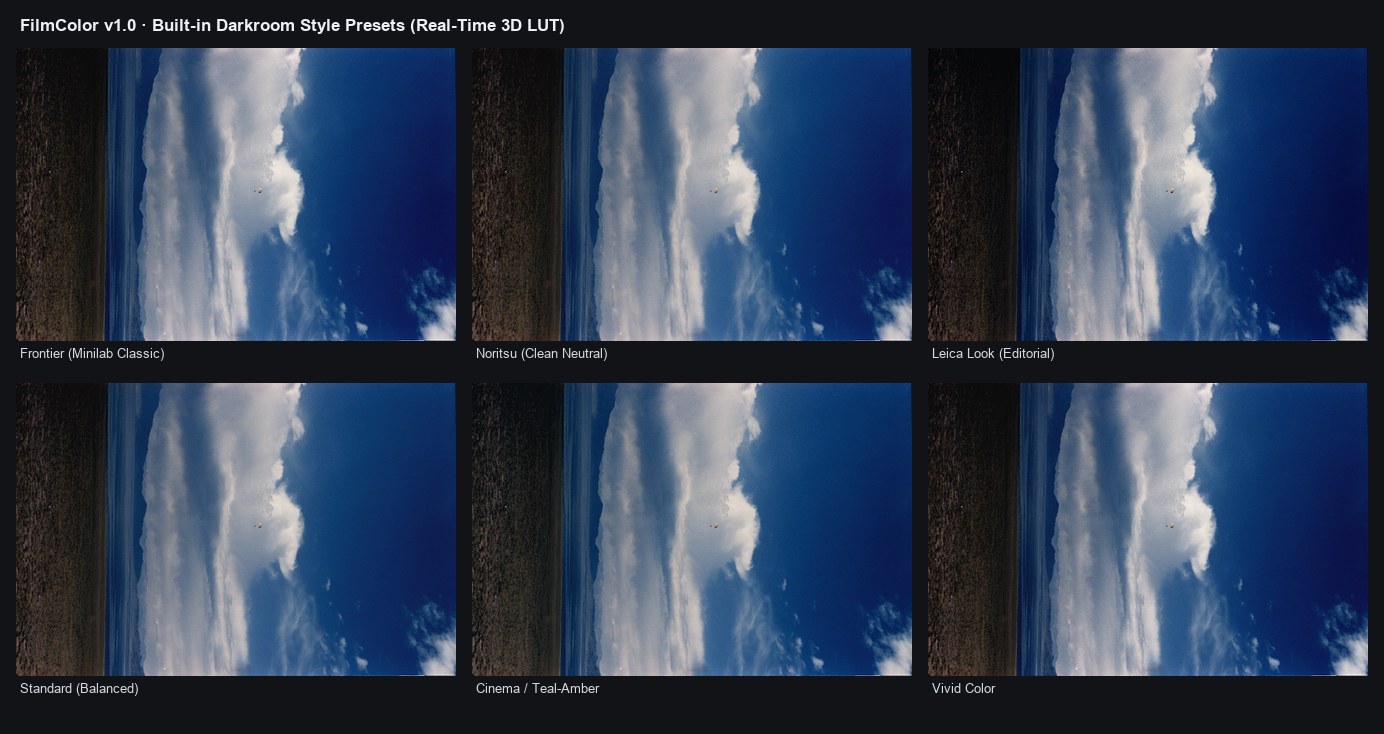 FilmColor v1.0 · Built-in Darkroom Style Presets (Real-Time 3D LUT)
Frontier (Minilab Classic)
Noritsu (Clean Neutral)
Leica Look (Editorial)
Standard (Balanced)
Cinema / Teal-Amber
Vivid Color